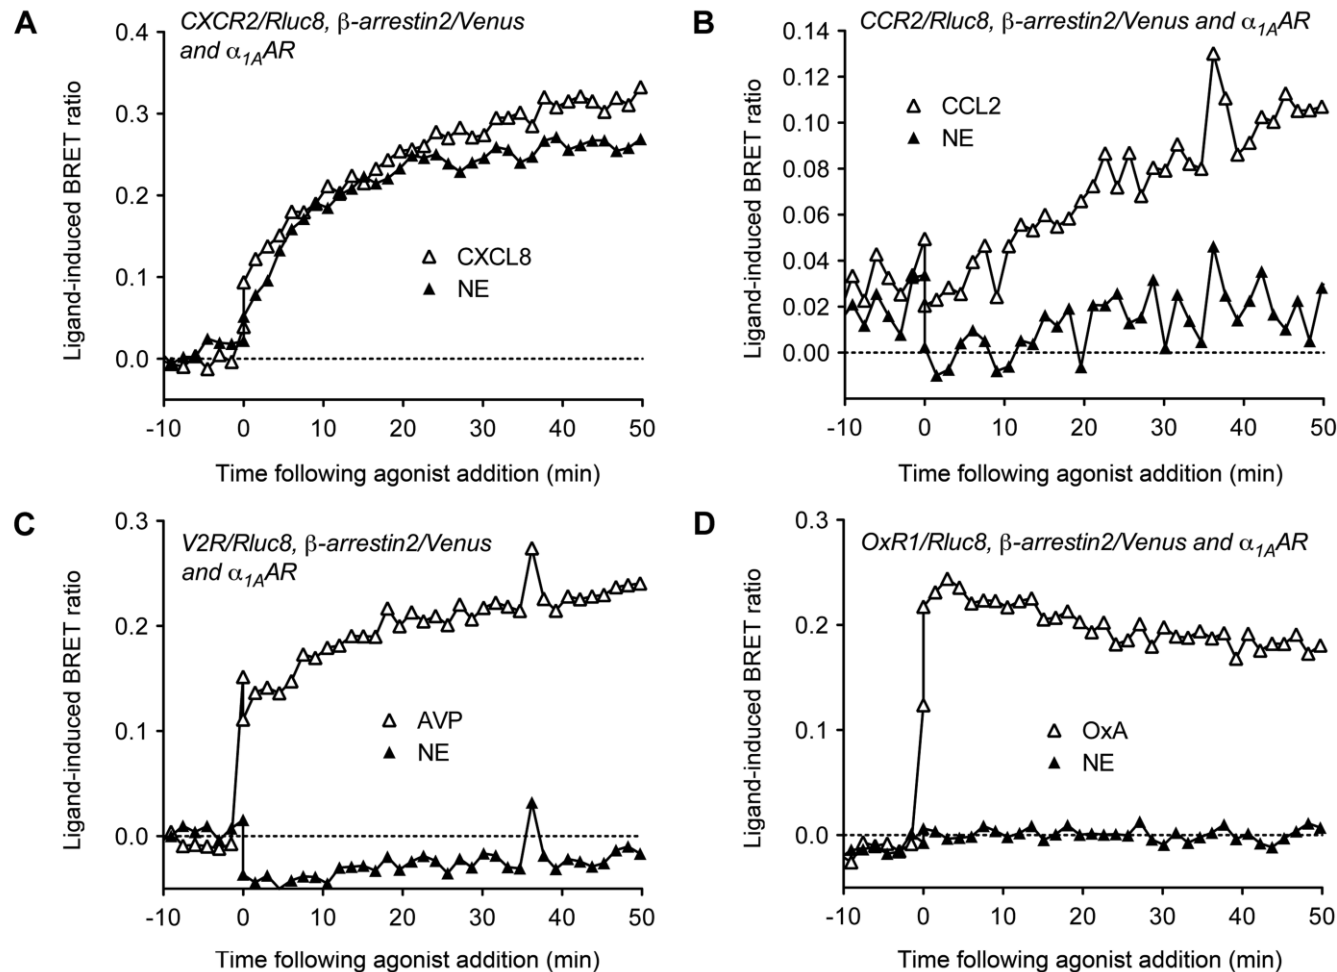 A
CXCR2/Rluc8, β-arrestin2/Venus
and α1AAR
Ligand-induced BRET ratio
0.4
0.3
0.2
0.1
0.0
CXCL8
NE
-10 0 10 20 30 40 50
Time following agonist addition (min)
B
CCR2/Rluc8, β-arrestin2/Venus and α1AAR
Ligand-induced BRET ratio
0.14
0.12
0.10
0.08
0.06
0.04
0.02
0.00
CCL2
NE
-10 0 10 20 30 40 50
Time following agonist addition (min)
C
V2R/Rluc8, β-arrestin2/Venus
and α1AAR
Ligand-induced BRET ratio
0.3
0.2
0.1
0.0
AVP
NE
-10 0 10 20 30 40 50
Time following agonist addition (min)
D
OxR1/Rluc8, β-arrestin2/Venus and α1AAR
Ligand-induced BRET ratio
0.3
0.2
0.1
0.0
OxA
NE
-10 0 10 20 30 40 50
Time following agonist addition (min)